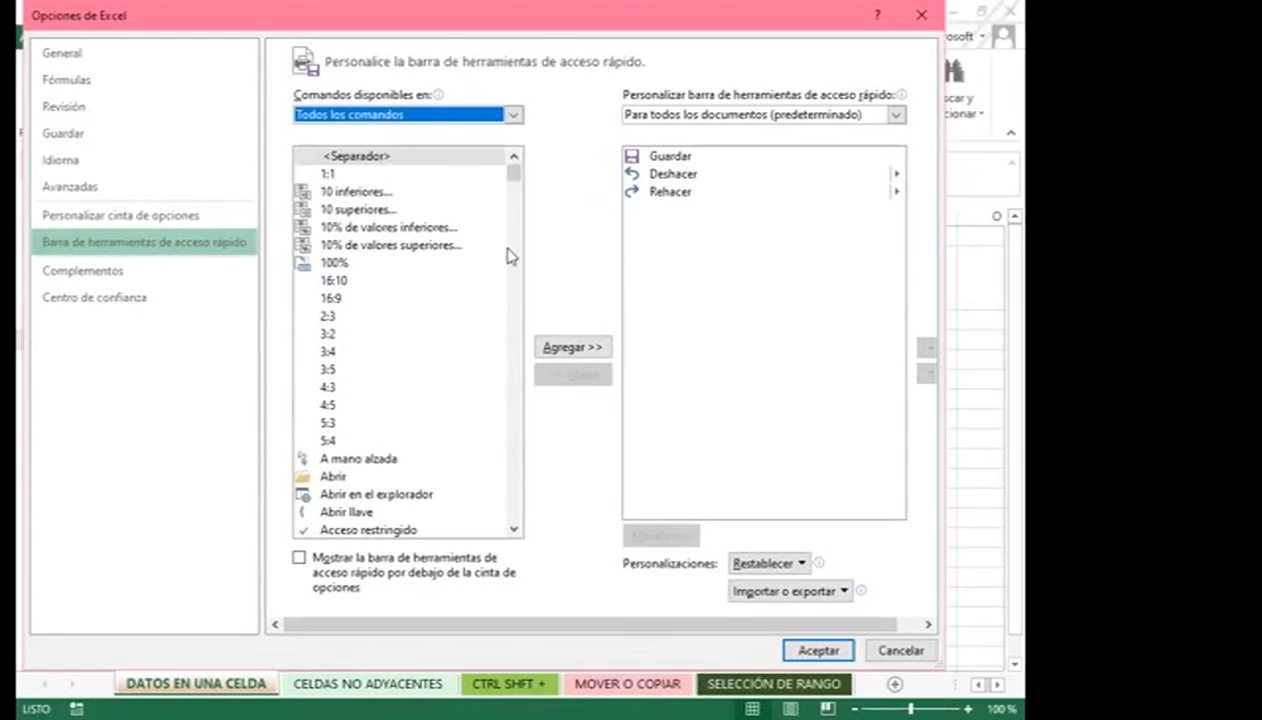 Opciones de Excel
?
General
Fórmulas
Revisión
Guardar
Idioma
Avanzadas
Personalizar cinta de opciones
Barra de herramientas de acceso rápido
Complementos
Centro de confianza
Personalice la barra de herramientas de acceso rápido.
Comandos disponibles en:
Todos los comandos
<Separador>
1:1
10 inferiores...
10 superiores...
10% de valores inferiores...
10% de valores superiores...
100%
16:10
16:9
2:3
3:2
3:4
3:5
4:3
4:5
5:3
5:4
A mano alzada
Abrir
Abrir en el explorador
Abrir llave
Acceso restringido
Mostrar la barra de herramientas de
acceso rápido por debajo de la cinta de
opciones
Agregar >>
Personalizar barra de herramientas de acceso rápido:
Para todos los documentos (predeterminado)
Guardar
Deshacer
Rehacer
Personalizaciones:
Restablecer
Importar o exportar
Aceptar
Cancelar
osoft
car y
cionar
O
DATOS EN UNA CELDA
CELDAS NO ADYACENTES
CTRL SHFT +
MOVER O COPIAR
SELECCIÓN DE RANGO
LISTO
100 %